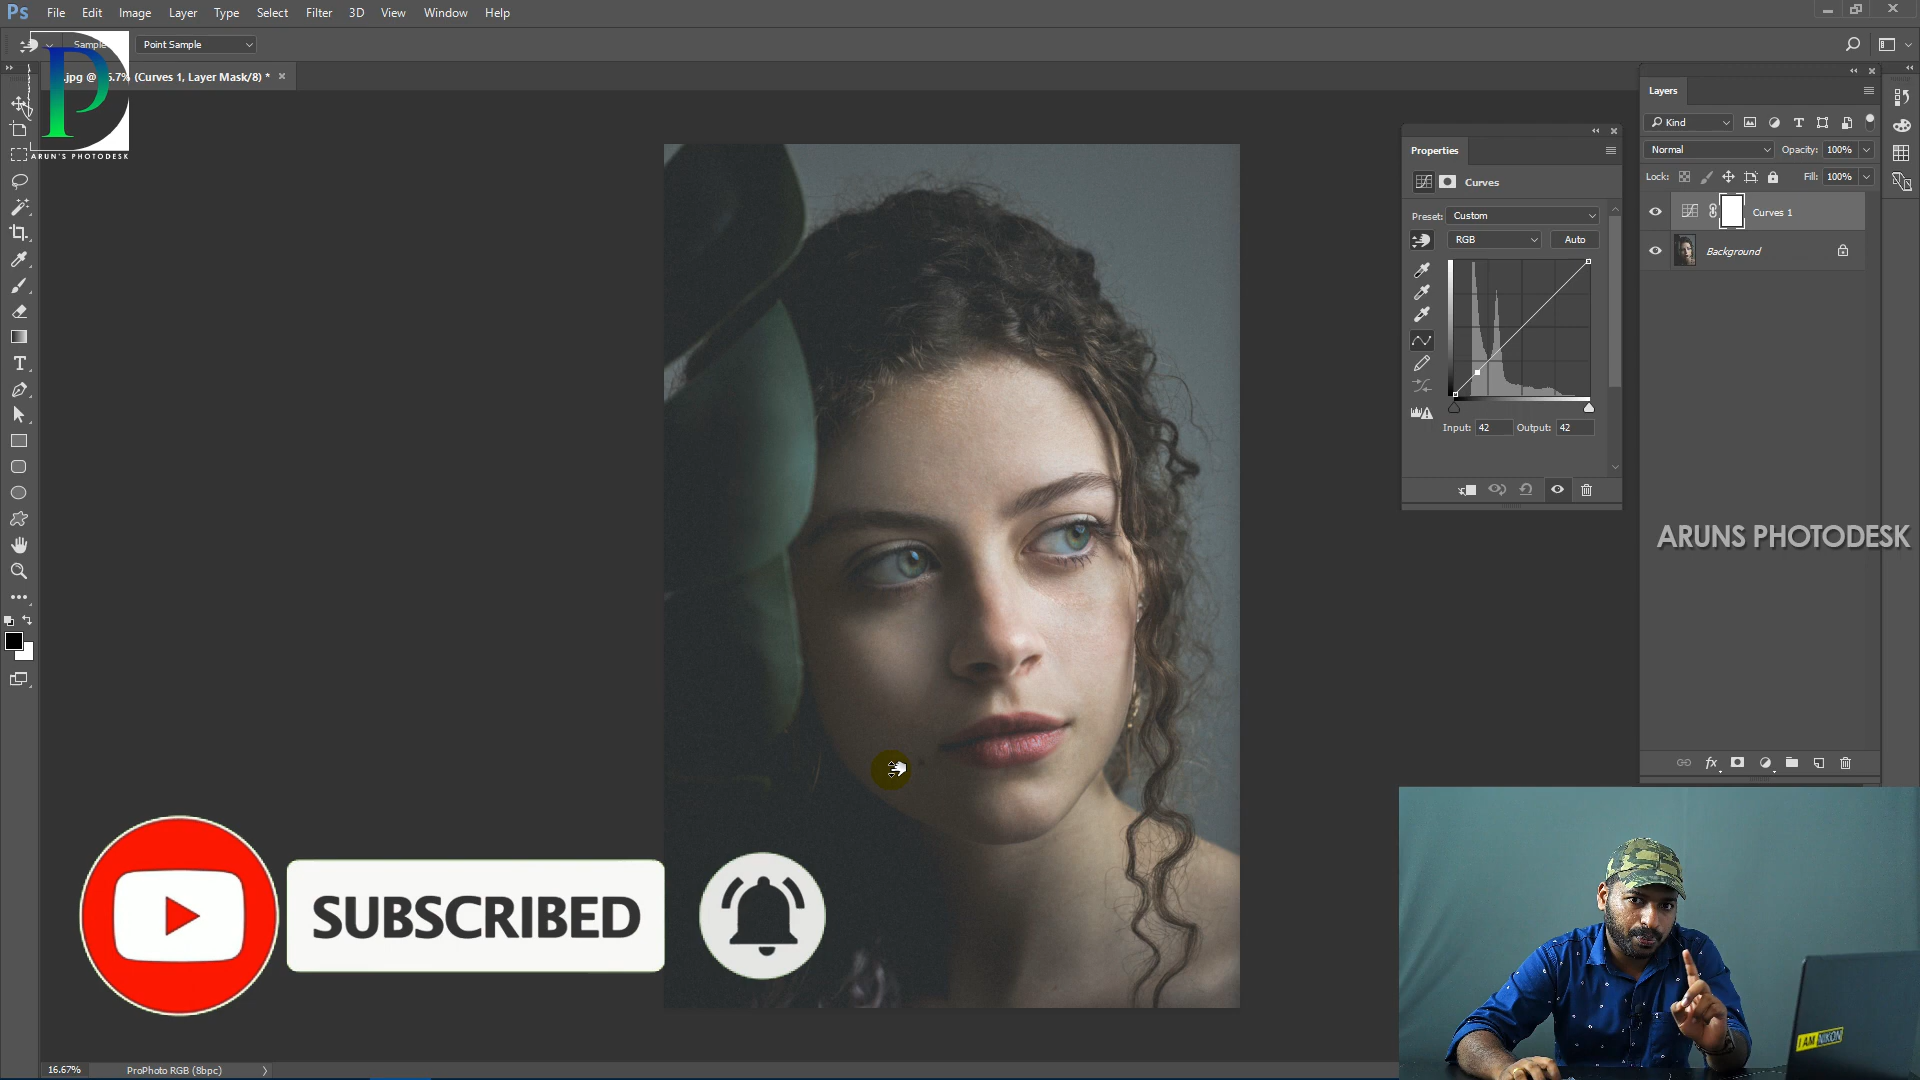 Ps File Edit Image Layer Type Select Filter 3D View Window Help
Sample Point Sample
.jpg @ 16.7% (Curves 1, Layer Mask/8) *
ARUN'S PHOTODESK
Properties
Curves
Preset: Custom
RGB Auto
Input: 42 Output: 42
Layers
Kind
Normal Opacity: 100%
Lock: Fill: 100%
Curves 1
Background
ARUNS PHOTODESK
SUBSCRIBED
I AM NIKON
16.67% ProPhoto RGB (8bpc)